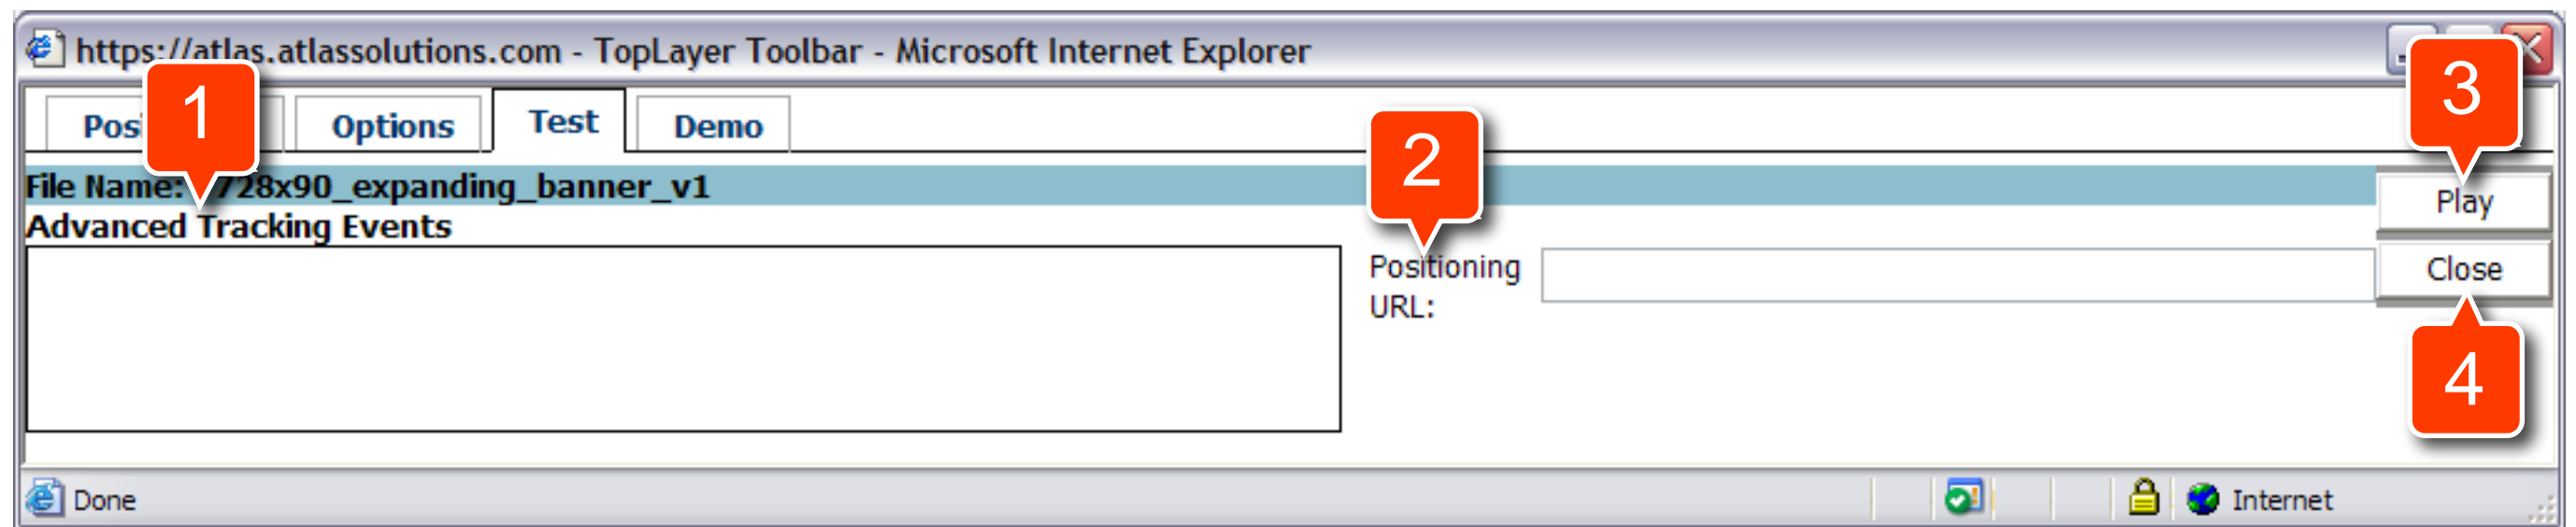 https://atlas.atlassolutions.com - TopLayer Toolbar - Microsoft Internet Explorer
1
3
Options
Test
Demo
2
File Name: 728x90_expanding_banner_v1
Play
Advanced Tracking Events
Positioning
URL:
Close
4
Done
Internet